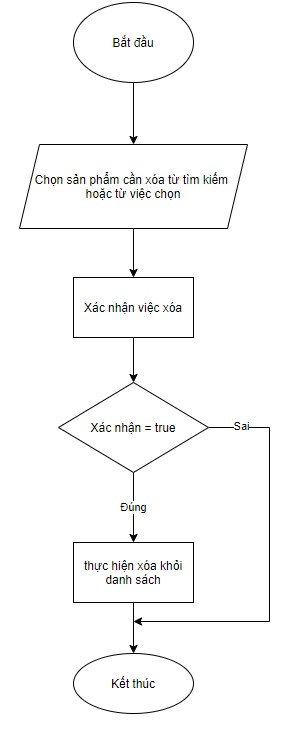 Bắt đầu
Chọn sản phẩm cần xóa từ tìm kiếm
hoặc từ việc chọn
Xác nhận việc xóa
Xác nhận = true
Sai
Đúng
thực hiện xóa khỏi
danh sách
Kết thúc